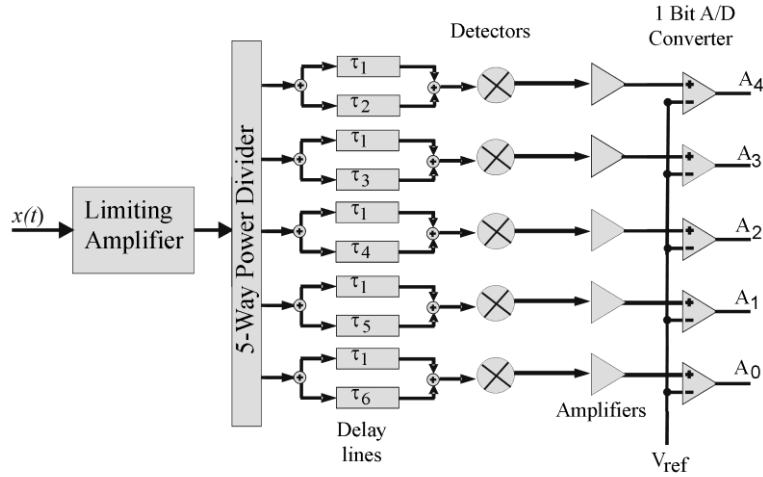 1 Bit A/D
Converter
Detectors
τ1
τ2
A4
τ1
τ3
A3
x(t)
Limiting
Amplifier
5-Way Power Divider
τ1
τ4
A2
τ1
τ5
A1
τ1
τ6
A0
+
-
+
-
+
-
+
-
+
-
Delay
lines
Amplifiers
Vref